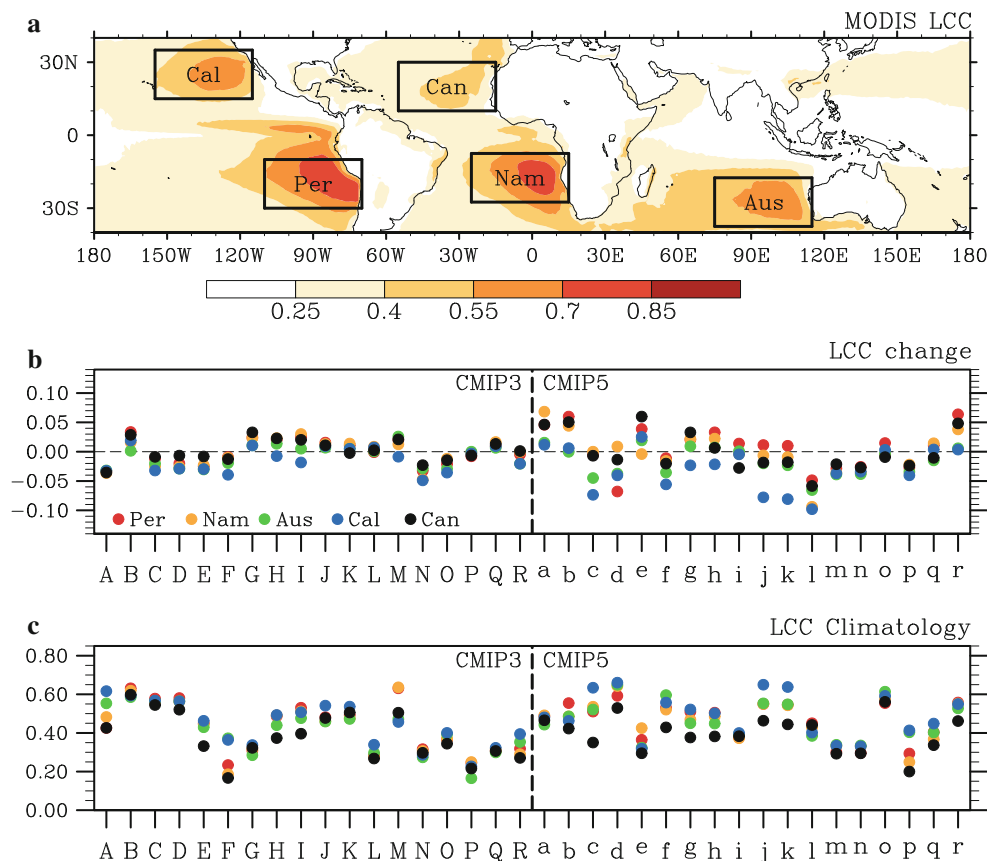 a MODIS LCC
30N
0
30S
Cal Can
Per Nam Aus
180 150W 120W 90W 60W 30W 0 30E 60E 90E 120E 150E 180
0.25 0.4 0.55 0.7 0.85
b LCC change
CMIP3 CMIP5
0.10
0.05
0.00
−0.05
−0.10
Per Nam Aus Cal Can
A B C D E F G H I J K L M N O P Q R a b c d e f g h i j k l m n o p q r
c LCC Climatology
CMIP3 CMIP5
0.80
0.60
0.40
0.20
0.00
A B C D E F G H I J K L M N O P Q R a b c d e f g h i j k l m n o p q r